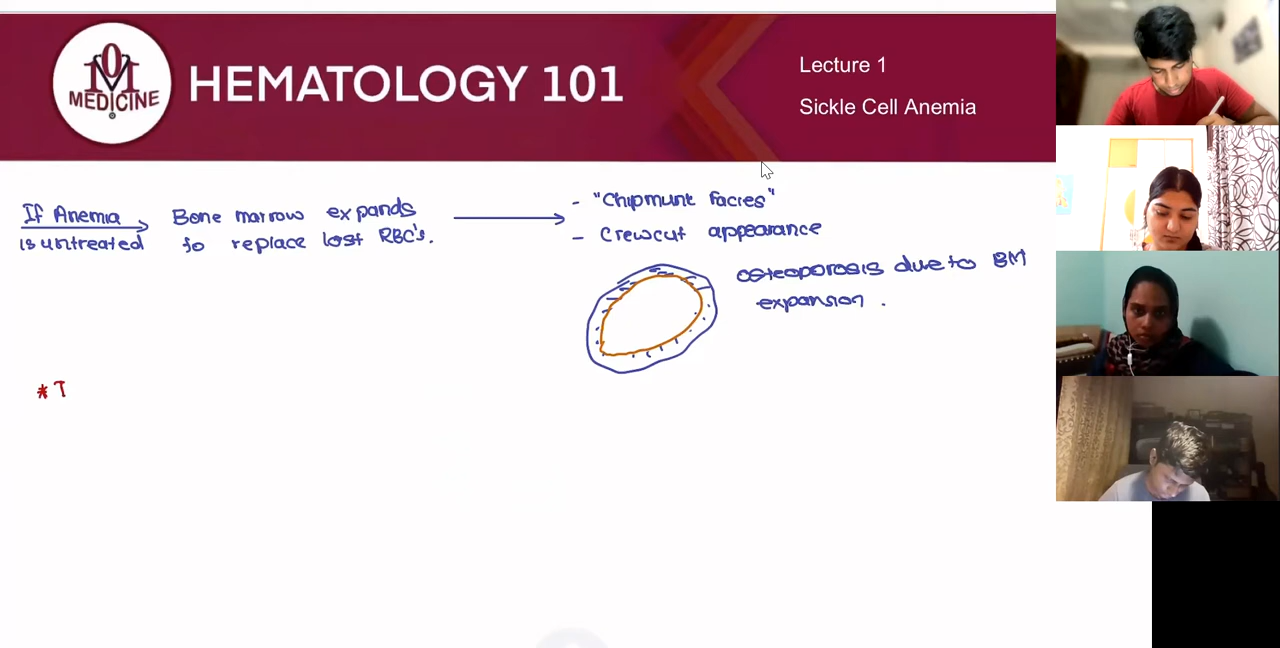 1OM
MEDICINE
HEMATOLOGY 101
Lecture 1
Sickle Cell Anemia
If Anemia
is untreated
Bone marrow expands
to replace lost RBC's.
- "Chipmunk facies"
- Crewcut appearance
osteoporosis due to BM
expansion .
* T